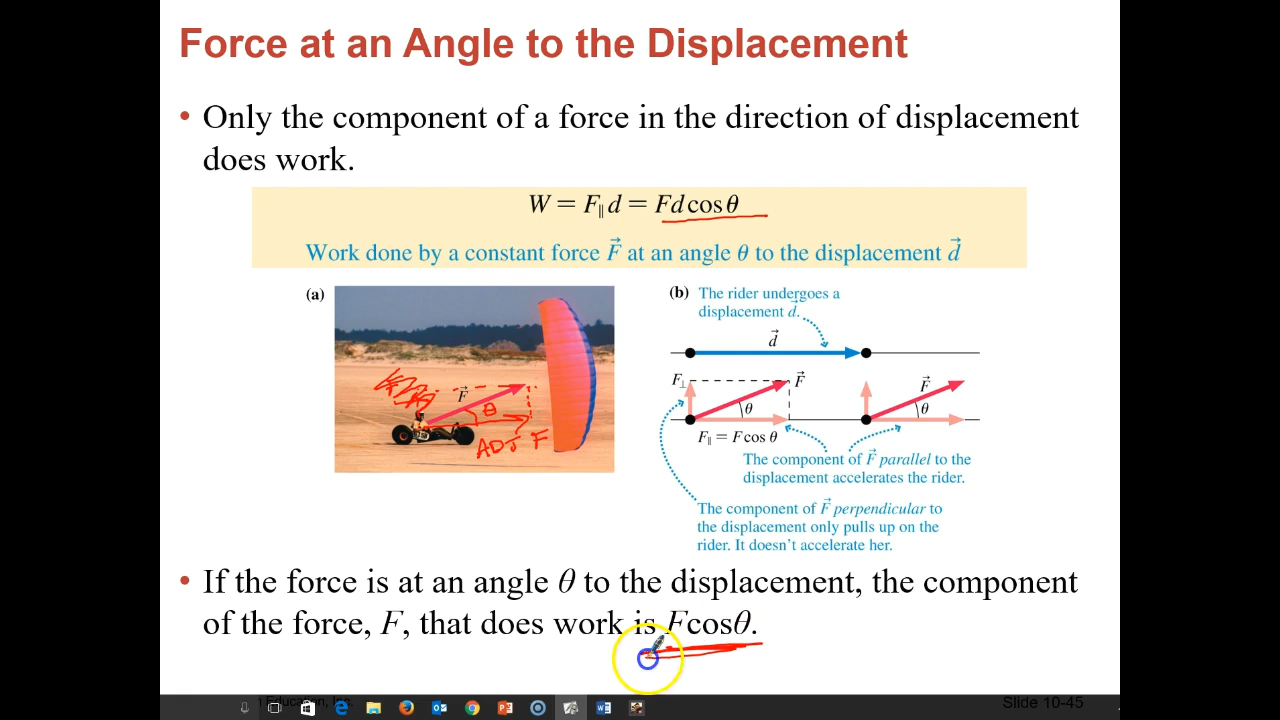 Force at an Angle to the Displacement
• Only the component of a force in the direction of displacement
does work.
W = F∥d = Fd cos θ
Work done by a constant force F⃗ at an angle θ to the displacement d⃗
(a)
F⃗
θ
ADJ F
(b) The rider undergoes a
displacement d⃗.
d⃗
F⊥
F⃗
F⃗
θ
θ
F∥ = F cos θ
The component of F⃗ parallel to the
displacement accelerates the rider.
The component of F⃗ perpendicular to
the displacement only pulls up on the
rider. It doesn't accelerate her.
• If the force is at an angle θ to the displacement, the component
of the force, F, that does work is Fcosθ.
Education, Inc.
Slide 10-45